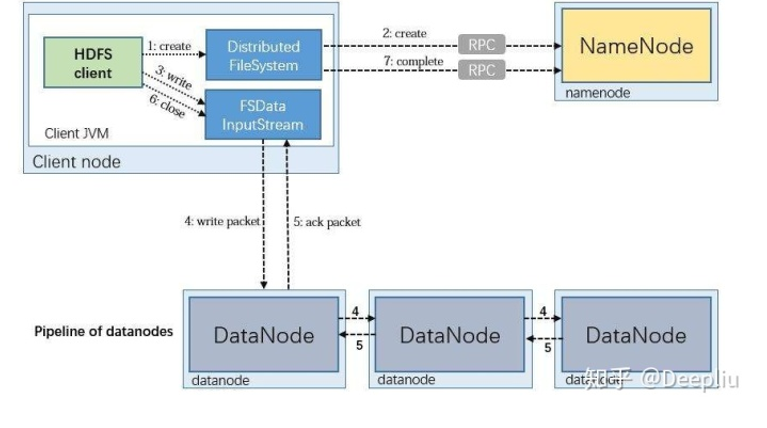 HDFS
client
1: create
Distributed
FileSystem
3: write
6: close
FSData
InputStream
Client JVM
Client node
2: create
RPC
7: complete
RPC
NameNode
namenode
4: write packet
5: ack packet
Pipeline of datanodes
DataNode
datanode
4
5
DataNode
datanode
4
5
DataNode
datanode
知乎 @Deepliu